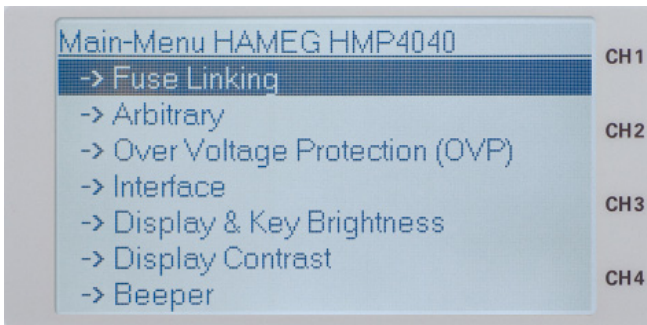 Main-Menu HAMEG HMP4040
-> Fuse Linking
-> Arbitrary
-> Over Voltage Protection (OVP)
-> Interface
-> Display & Key Brightness
-> Display Contrast
-> Beeper
CH1
CH2
CH3
CH4